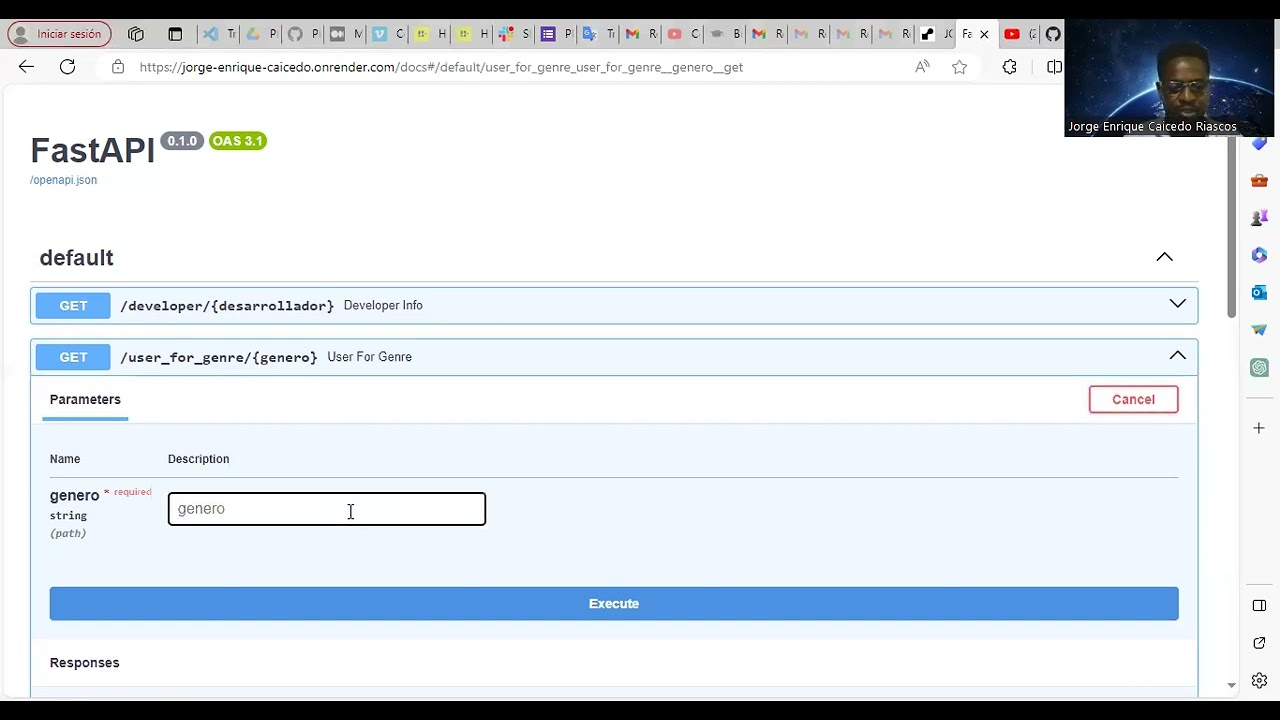 Iniciar sesión
https://jorge-enrique-caicedo.onrender.com/docs#/default/user_for_genre_user_for_genre__genero__get
Jorge Enrique Caicedo Riascos
FastAPI 0.1.0 OAS 3.1
/openapi.json
default
GET /developer/{desarrollador} Developer Info
GET /user_for_genre/{genero} User For Genre
Parameters
Cancel
Name Description
genero * required
string
(path)
genero
Execute
Responses